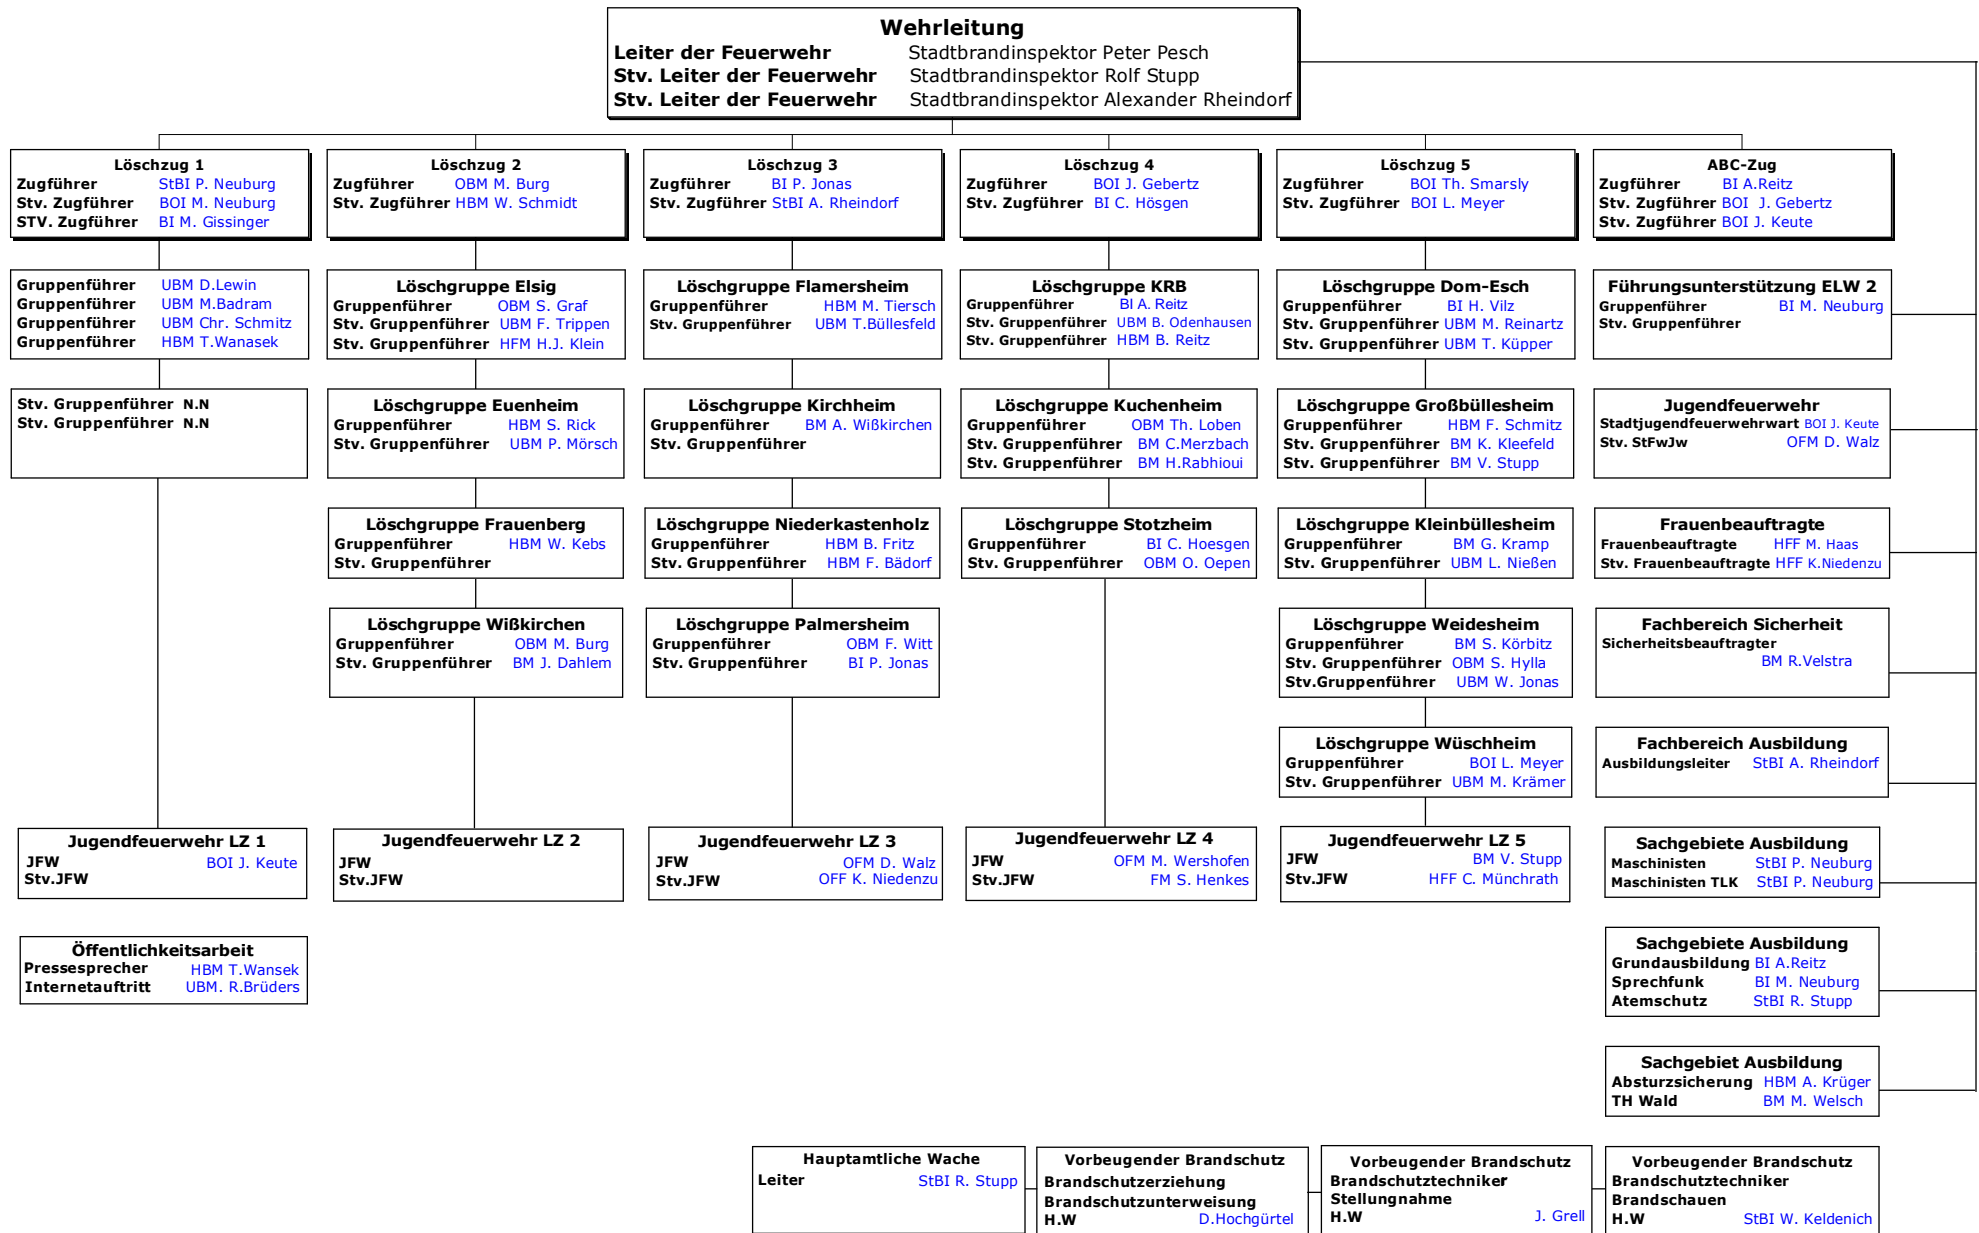 Wehrleitung
Leiter der Feuerwehr Stadtbrandinspektor Peter Pesch
Stv. Leiter der Feuerwehr Stadtbrandinspektor Rolf Stupp
Stv. Leiter der Feuerwehr Stadtbrandinspektor Alexander Rheindorf
Löschzug 1
Zugführer StBI P. Neuburg
Stv. Zugführer BOI M. Neuburg
STV. Zugführer BI M. Gissinger
Löschzug 2
Zugführer OBM M. Burg
Stv. Zugführer HBM W. Schmidt
Löschzug 3
Zugführer BI P. Jonas
Stv. Zugführer StBI A. Rheindorf
Löschzug 4
Zugführer BOI J. Gebertz
Stv. Zugführer BI C. Hösgen
Löschzug 5
Zugführer BOI Th. Smarsly
Stv. Zugführer BOI L. Meyer
ABC-Zug
Zugführer BI A.Reitz
Stv. Zugführer BOI J. Gebertz
Stv. Zugführer BOI J. Keute
Gruppenführer UBM D.Lewin
Gruppenführer UBM M.Badram
Gruppenführer UBM Chr. Schmitz
Gruppenführer HBM T.Wanasek
Löschgruppe Elsig
Gruppenführer OBM S. Graf
Stv. Gruppenführer UBM F. Trippen
Stv. Gruppenführer HFM H.J. Klein
Löschgruppe Flamersheim
Gruppenführer HBM M. Tiersch
Stv. Gruppenführer UBM T.Büllesfeld
Löschgruppe KRB
Gruppenführer BI A. Reitz
Stv. Gruppenführer UBM B. Odenhausen
Stv. Gruppenführer HBM B. Reitz
Löschgruppe Dom-Esch
Gruppenführer BI H. Vilz
Stv. Gruppenführer UBM M. Reinartz
Stv. Gruppenführer UBM T. Küpper
Führungsunterstützung ELW 2
Gruppenführer BI M. Neuburg
Stv. Gruppenführer
Stv. Gruppenführer N.N
Stv. Gruppenführer N.N
Löschgruppe Euenheim
Gruppenführer HBM S. Rick
Stv. Gruppenführer UBM P. Mörsch
Löschgruppe Kirchheim
Gruppenführer BM A. Wißkirchen
Stv. Gruppenführer
Löschgruppe Kuchenheim
Gruppenführer OBM Th. Loben
Stv. Gruppenführer BM C.Merzbach
Stv. Gruppenführer BM H.Rabhioui
Löschgruppe Großbüllesheim
Gruppenführer HBM F. Schmitz
Stv. Gruppenführer BM K. Kleefeld
Stv. Gruppenführer BM V. Stupp
Jugendfeuerwehr
Stadtjugendfeuerwehrwart BOI J. Keute
Stv. StFwJw OFM D. Walz
Löschgruppe Frauenberg
Gruppenführer HBM W. Kebs
Stv. Gruppenführer
Löschgruppe Niederkastenholz
Gruppenführer HBM B. Fritz
Stv. Gruppenführer HBM F. Bädorf
Löschgruppe Stotzheim
Gruppenführer BI C. Hoesgen
Stv. Gruppenführer OBM O. Oepen
Löschgruppe Kleinbüllesheim
Gruppenführer BM G. Kramp
Stv. Gruppenführer UBM L. Nießen
Frauenbeauftragte
Frauenbeauftragte HFF M. Haas
Stv. Frauenbeauftragte HFF K.Niedenzu
Löschgruppe Wißkirchen
Gruppenführer OBM M. Burg
Stv. Gruppenführer BM J. Dahlem
Löschgruppe Palmersheim
Gruppenführer OBM F. Witt
Stv. Gruppenführer BI P. Jonas
Löschgruppe Weidesheim
Gruppenführer BM S. Körbitz
Stv. Gruppenführer OBM S. Hylla
Stv.Gruppenführer UBM W. Jonas
Fachbereich Sicherheit
Sicherheitsbeauftragter
BM R.Velstra
Löschgruppe Wüschheim
Gruppenführer BOI L. Meyer
Stv. Gruppenführer UBM M. Krämer
Fachbereich Ausbildung
Ausbildungsleiter StBI A. Rheindorf
Jugendfeuerwehr LZ 1
JFW BOI J. Keute
Stv.JFW
Jugendfeuerwehr LZ 2
JFW
Stv.JFW
Jugendfeuerwehr LZ 3
JFW OFM D. Walz
Stv.JFW OFF K. Niedenzu
Jugendfeuerwehr LZ 4
JFW OFM M. Wershofen
Stv.JFW FM S. Henkes
Jugendfeuerwehr LZ 5
JFW BM V. Stupp
Stv.JFW HFF C. Münchrath
Sachgebiete Ausbildung
Maschinisten StBI P. Neuburg
Maschinisten TLK StBI P. Neuburg
Öffentlichkeitsarbeit
Pressesprecher HBM T.Wansek
Internetauftritt UBM. R.Brüders
Sachgebiete Ausbildung
Grundausbildung BI A.Reitz
Sprechfunk BI M. Neuburg
Atemschutz StBI R. Stupp
Sachgebiet Ausbildung
Absturzsicherung HBM A. Krüger
TH Wald BM M. Welsch
Hauptamtliche Wache
Leiter StBI R. Stupp
Vorbeugender Brandschutz
Brandschutzerziehung
Brandschutzunterweisung
H.W D.Hochgürtel
Vorbeugender Brandschutz
Brandschutztechniker
Stellungnahme
H.W J. Grell
Vorbeugender Brandschutz
Brandschutztechniker
Brandschauen
H.W StBI W. Keldenich